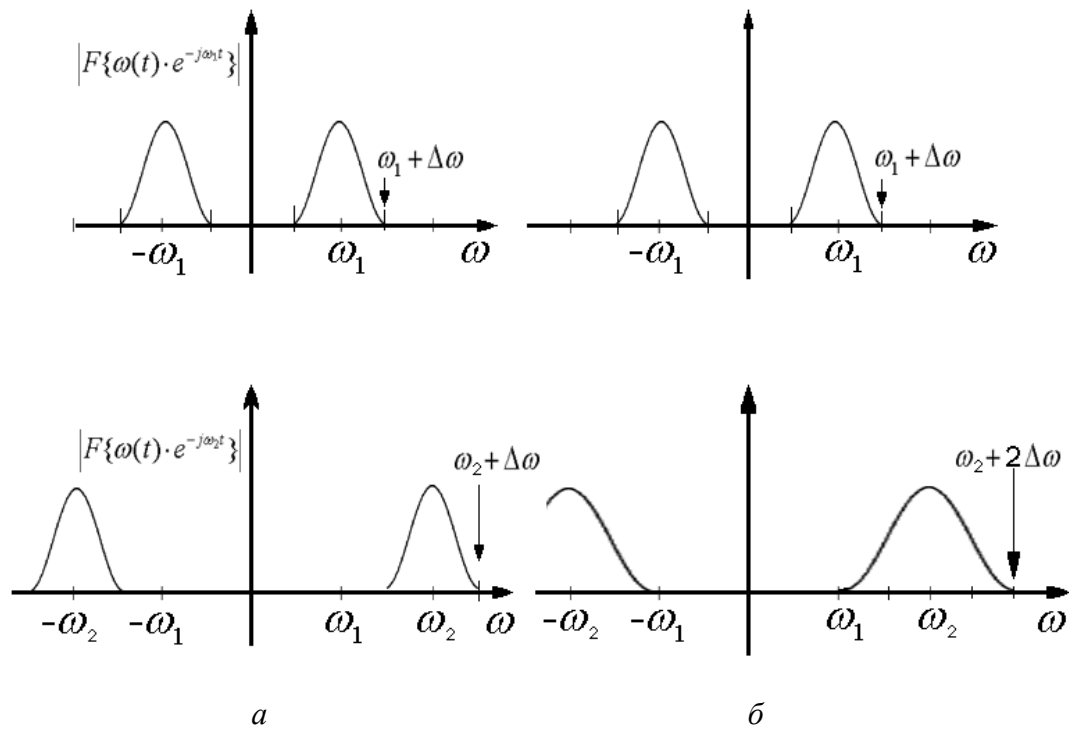 |F{ω(t)·e^{-jω₁t}}|
ω₁ + Δω
-ω₁ ω₁ ω
ω₁ + Δω
-ω₁ ω₁ ω
|F{ω(t)·e^{-jω₂t}}|
ω₂+ Δω
-ω₂ -ω₁ ω₁ ω₂ ω
ω₂+ 2Δω
-ω₂ -ω₁ ω₁ ω₂ ω
а
б